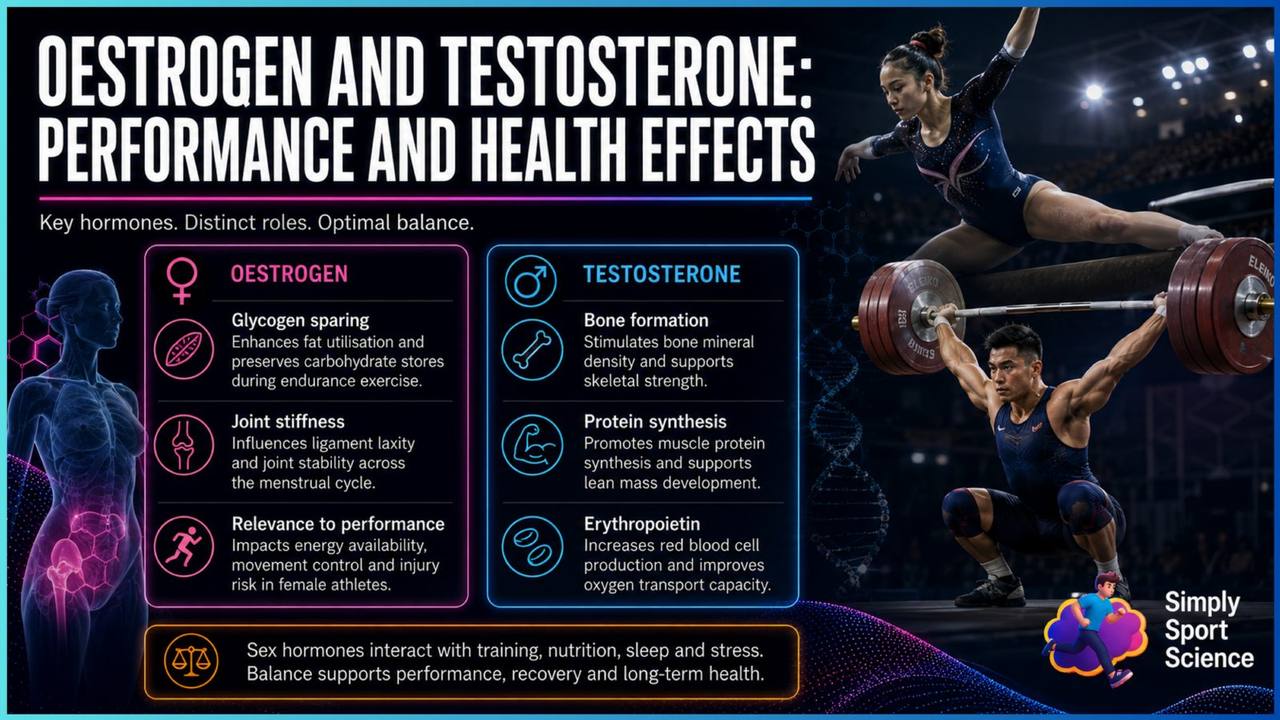 OESTROGEN AND TESTOSTERONE:
PERFORMANCE AND HEALTH EFFECTS
Key hormones. Distinct roles. Optimal balance.
OESTROGEN
Glycogen sparing
Enhances fat utilisation and
preserves carbohydrate stores
during endurance exercise.
Joint stiffness
Influences ligament laxity
and joint stability across
the menstrual cycle.
Relevance to performance
Impacts energy availability,
movement control and injury
risk in female athletes.
TESTOSTERONE
Bone formation
Stimulates bone mineral
density and supports
skeletal strength.
Protein synthesis
Promotes muscle protein
synthesis and supports
lean mass development.
Erythropoietin
Increases red blood cell
production and improves
oxygen transport capacity.
Sex hormones interact with training, nutrition, sleep and stress.
Balance supports performance, recovery and long-term health.
ELEIKO
ELEIKO
Simply
Sport
Science